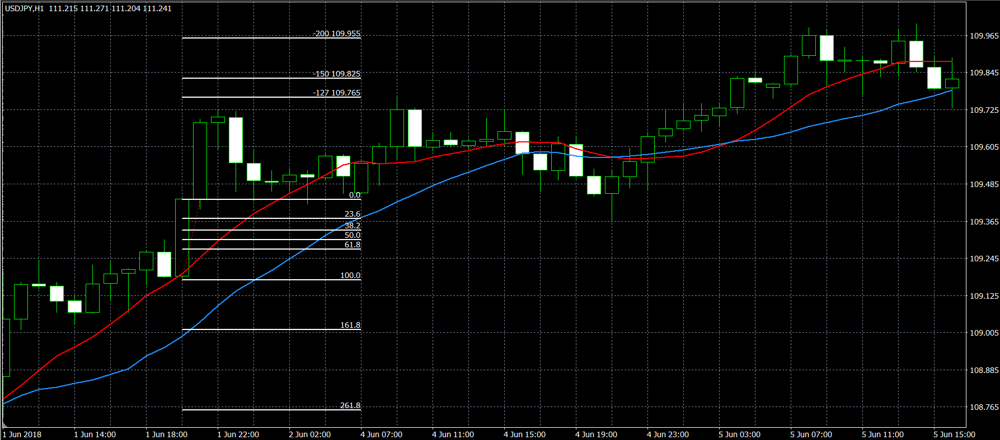 USDJPY,H1 111.215 111.271 111.204 111.241
-200 109.955
-150 109.825
-127 109.765
0.0
23.6
38.2
50.0
61.8
100.0
161.8
261.8
109.965
109.845
109.725
109.605
109.485
109.365
109.245
109.125
109.005
108.885
108.765
1 Jun 2018
1 Jun 14:00
1 Jun 18:00
1 Jun 22:00
2 Jun 02:00
4 Jun 07:00
4 Jun 11:00
4 Jun 15:00
4 Jun 19:00
4 Jun 23:00
5 Jun 03:00
5 Jun 07:00
5 Jun 11:00
5 Jun 15:00